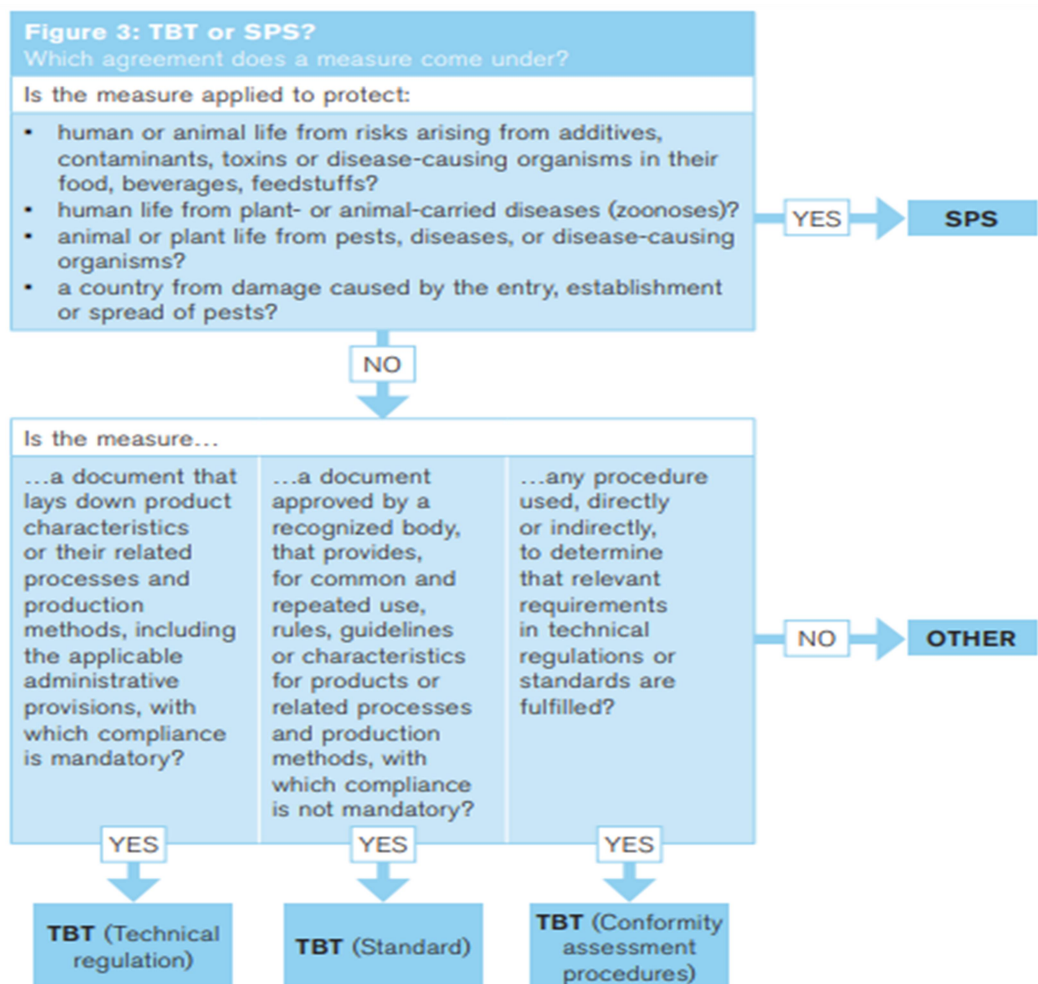 Figure 3: TBT or SPS?
Which agreement does a measure come under?
Is the measure applied to protect:
• human or animal life from risks arising from additives,
contaminants, toxins or disease-causing organisms in their
food, beverages, feedstuffs?
• human life from plant- or animal-carried diseases (zoonoses)?
• animal or plant life from pests, diseases, or disease-causing
organisms?
• a country from damage caused by the entry, establishment
or spread of pests?
YES
SPS
NO
Is the measure...
...a document that
lays down product
characteristics
or their related
processes and
production
methods, including
the applicable
administrative
provisions, with
which compliance
is mandatory?
...a document
approved by a
recognized body,
that provides,
for common and
repeated use,
rules, guidelines
or characteristics
for products or
related processes
and production
methods, with
which compliance
is not mandatory?
...any procedure
used, directly
or indirectly,
to determine
that relevant
requirements
in technical
regulations or
standards are
fulfilled?
NO
OTHER
YES
YES
YES
TBT (Technical
regulation)
TBT (Standard)
TBT (Conformity
assessment
procedures)